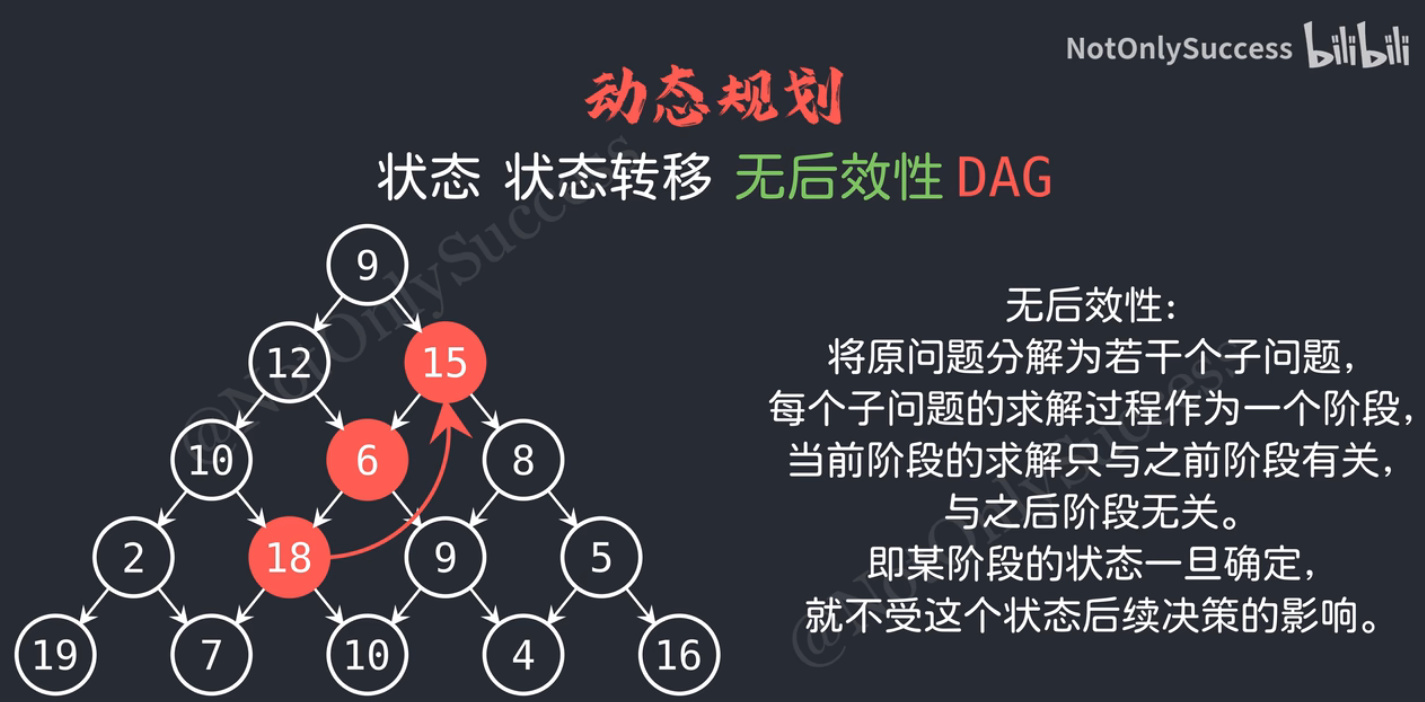 NotOnlySuccess bilibili
动态规划
状态 状态转移 无后效性 DAG
9
12 15
10 6 8
2 18 9 5
19 7 10 4 16
无后效性:
将原问题分解为若干个子问题,
每个子问题的求解过程作为一个阶段,
当前阶段的求解只与之前阶段有关,
与之后阶段无关。
即某阶段的状态一旦确定,
就不受这个状态后续决策的影响。
@NotOnlySuccess
@NotOnlySuccess